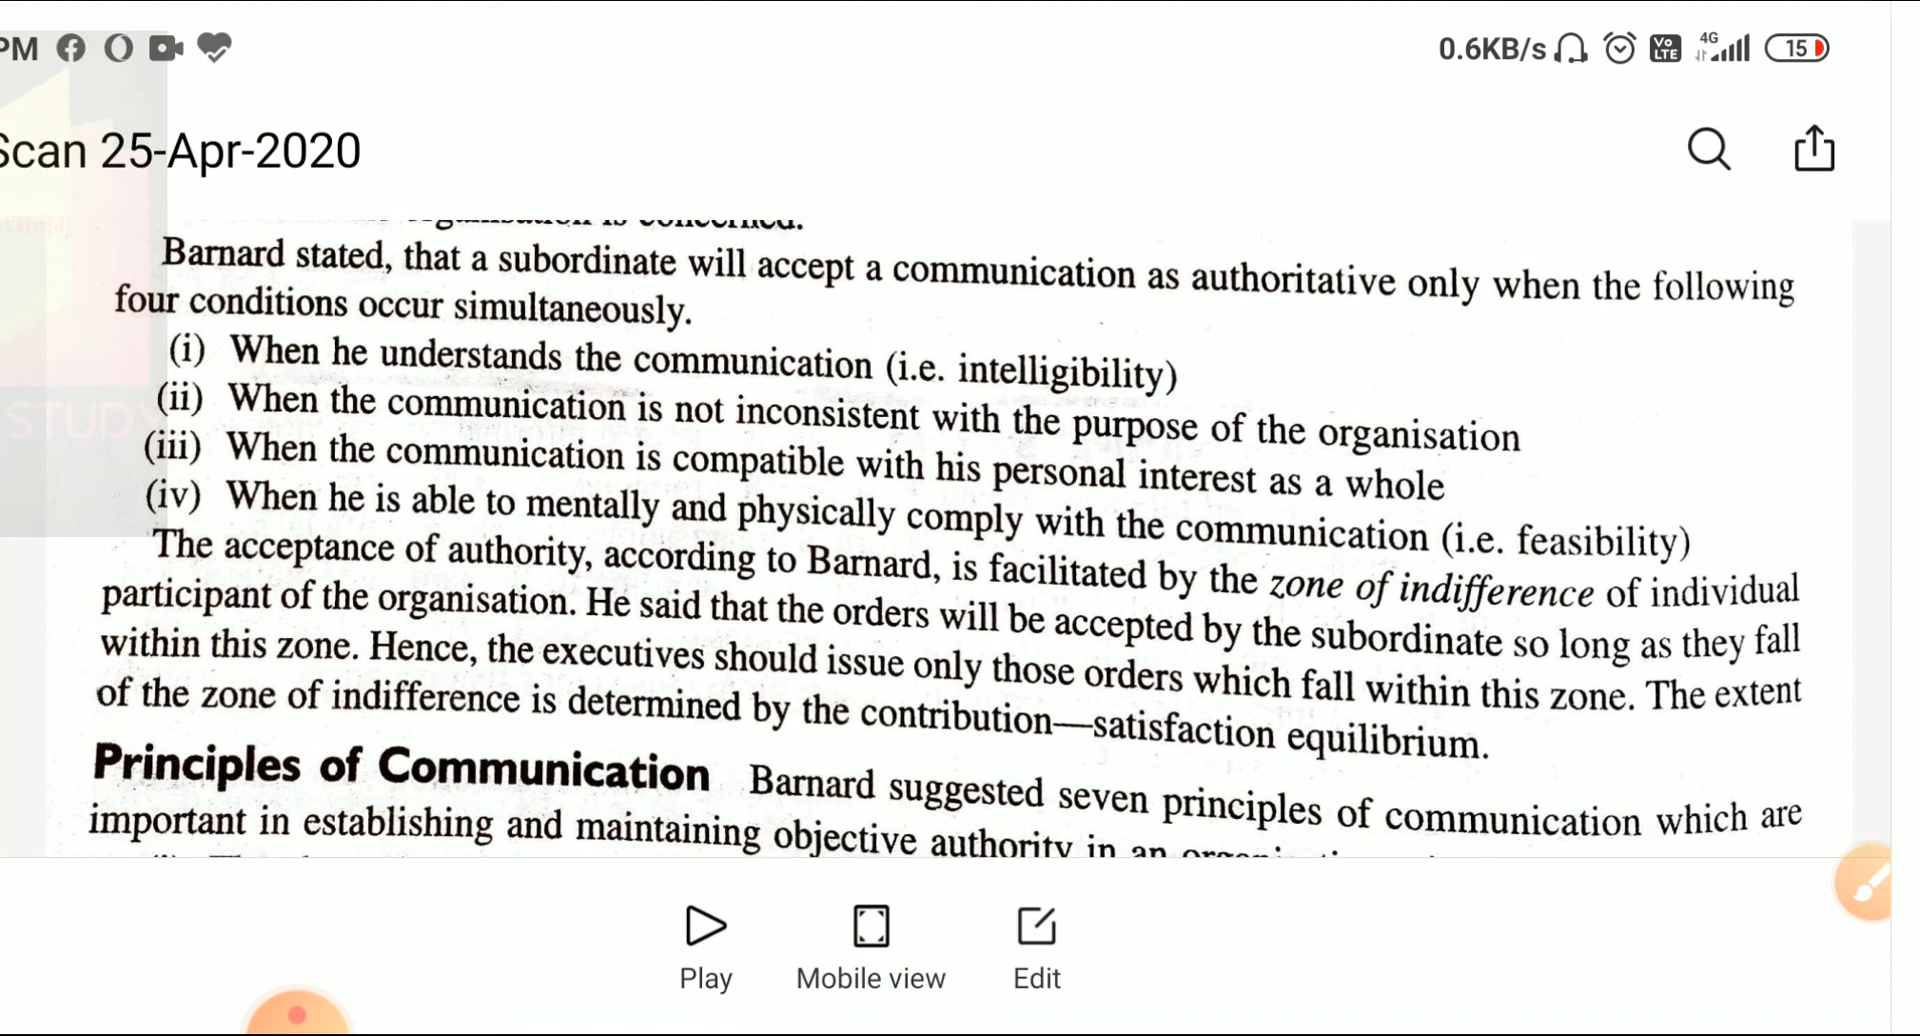 PM
0.6KB/s
Vo LTE
4G
15
Scan 25-Apr-2020
STUDY
is concerned.
Barnard stated, that a subordinate will accept a communication as authoritative only when the following
four conditions occur simultaneously.
(i) When he understands the communication (i.e. intelligibility)
(ii) When the communication is not inconsistent with the purpose of the organisation
(iii) When the communication is compatible with his personal interest as a whole
(iv) When he is able to mentally and physically comply with the communication (i.e. feasibility)
The acceptance of authority, according to Barnard, is facilitated by the zone of indifference of individual
participant of the organisation. He said that the orders will be accepted by the subordinate so long as they fall
within this zone. Hence, the executives should issue only those orders which fall within this zone. The extent
of the zone of indifference is determined by the contribution—satisfaction equilibrium.
Principles of Communication Barnard suggested seven principles of communication which are
important in establishing and maintaining objective authority in an
Play
Mobile view
Edit